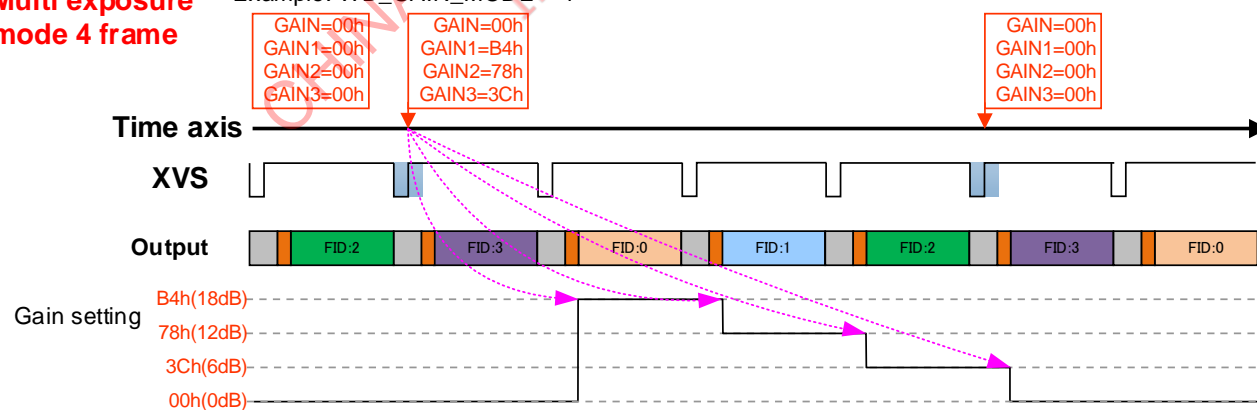 Multi exposure
mode 4 frame
GAIN=00h
GAIN1=00h
GAIN2=00h
GAIN3=00h
GAIN=00h
GAIN1=B4h
GAIN2=78h
GAIN3=3Ch
GAIN=00h
GAIN1=00h
GAIN2=00h
GAIN3=00h
Time axis
XVS
Output
FID:2
FID:3
FID:0
FID:1
FID:2
FID:3
FID:0
Gain setting
B4h(18dB)
78h(12dB)
3Ch(6dB)
00h(0dB)